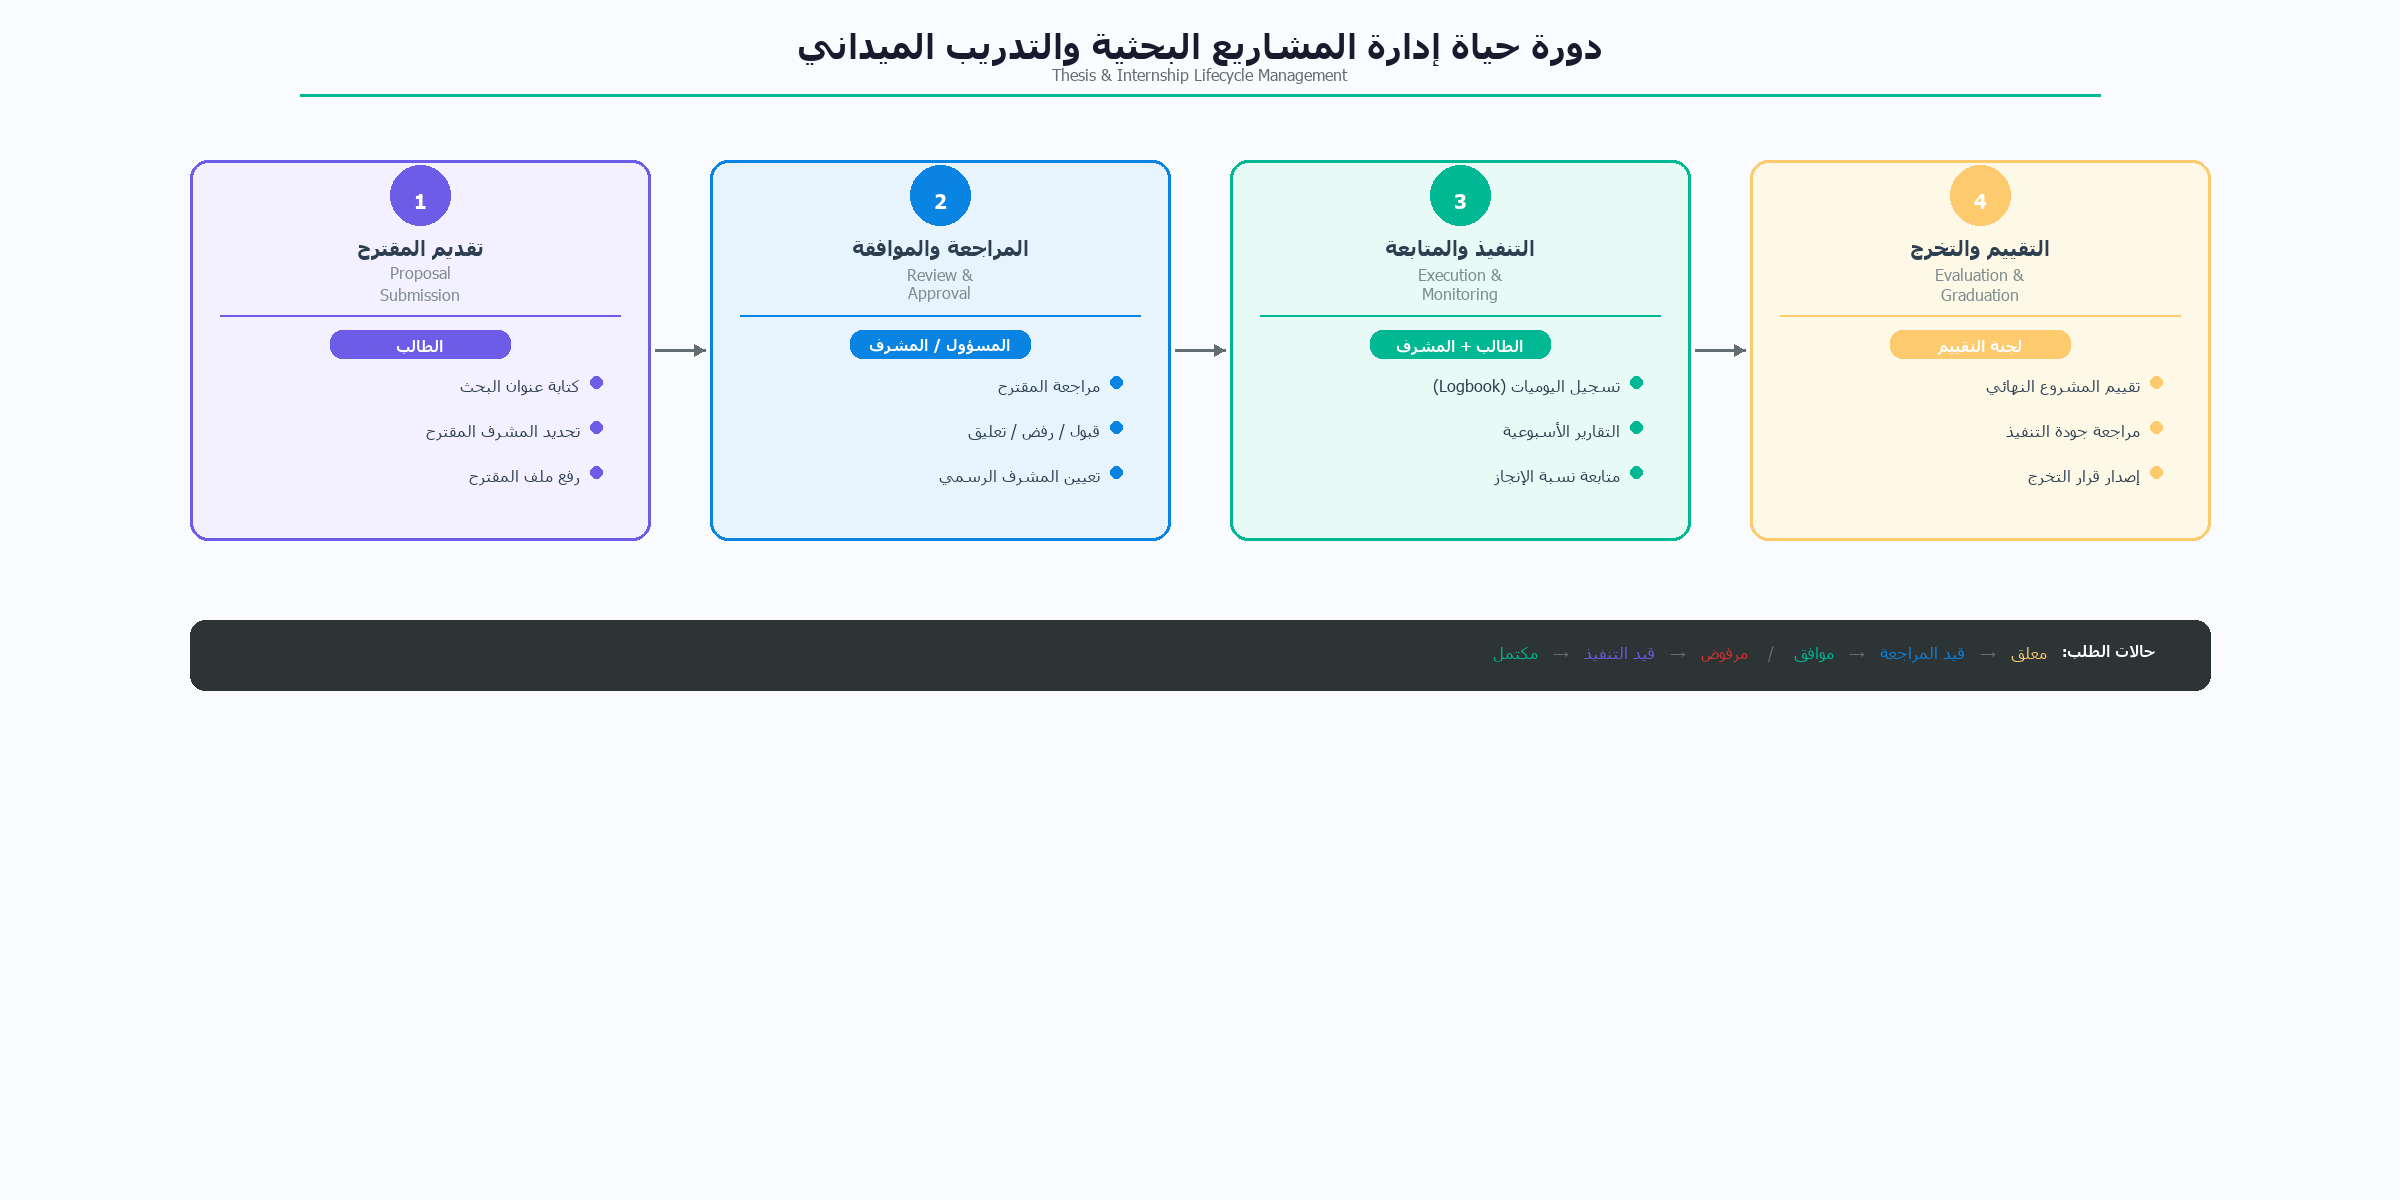 دورة حياة إدارة المشاريع البحثية والتدريب الميداني
Thesis & Internship Lifecycle Management
1
تقديم المقترح
Proposal
Submission
الطالب
كتابة عنوان البحث
تحديد المشرف المقترح
رفع ملف المقترح
2
المراجعة والموافقة
Review &
Approval
المسؤول / المشرف
مراجعة المقترح
قبول / رفض / تعليق
تعيين المشرف الرسمي
3
التنفيذ والمتابعة
Execution &
Monitoring
الطالب + المشرف
تسجيل اليوميات (Logbook)
التقارير الأسبوعية
متابعة نسبة الإنجاز
4
التقييم والتخرج
Evaluation &
Graduation
لجنة التقييم
تقييم المشروع النهائي
مراجعة جودة التنفيذ
إصدار قرار التخرج
حالات الطلب: معلق → قيد المراجعة → موافق / مرفوض → قيد التنفيذ → مكتمل